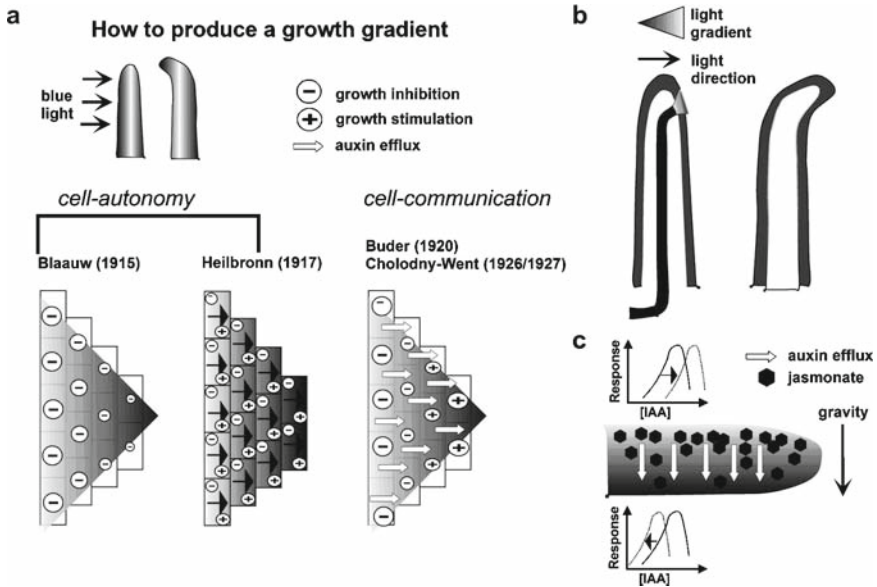 a
How to produce a growth gradient
blue
light
growth inhibition
growth stimulation
auxin efflux
cell-autonomy
cell-communication
Blaauw (1915)
Heilbronn (1917)
Buder (1920)
Cholodny-Went (1926/1927)
b
light
gradient
light
direction
c
Response
[IAA]
auxin efflux
jasmonate
gravity
Response
[IAA]